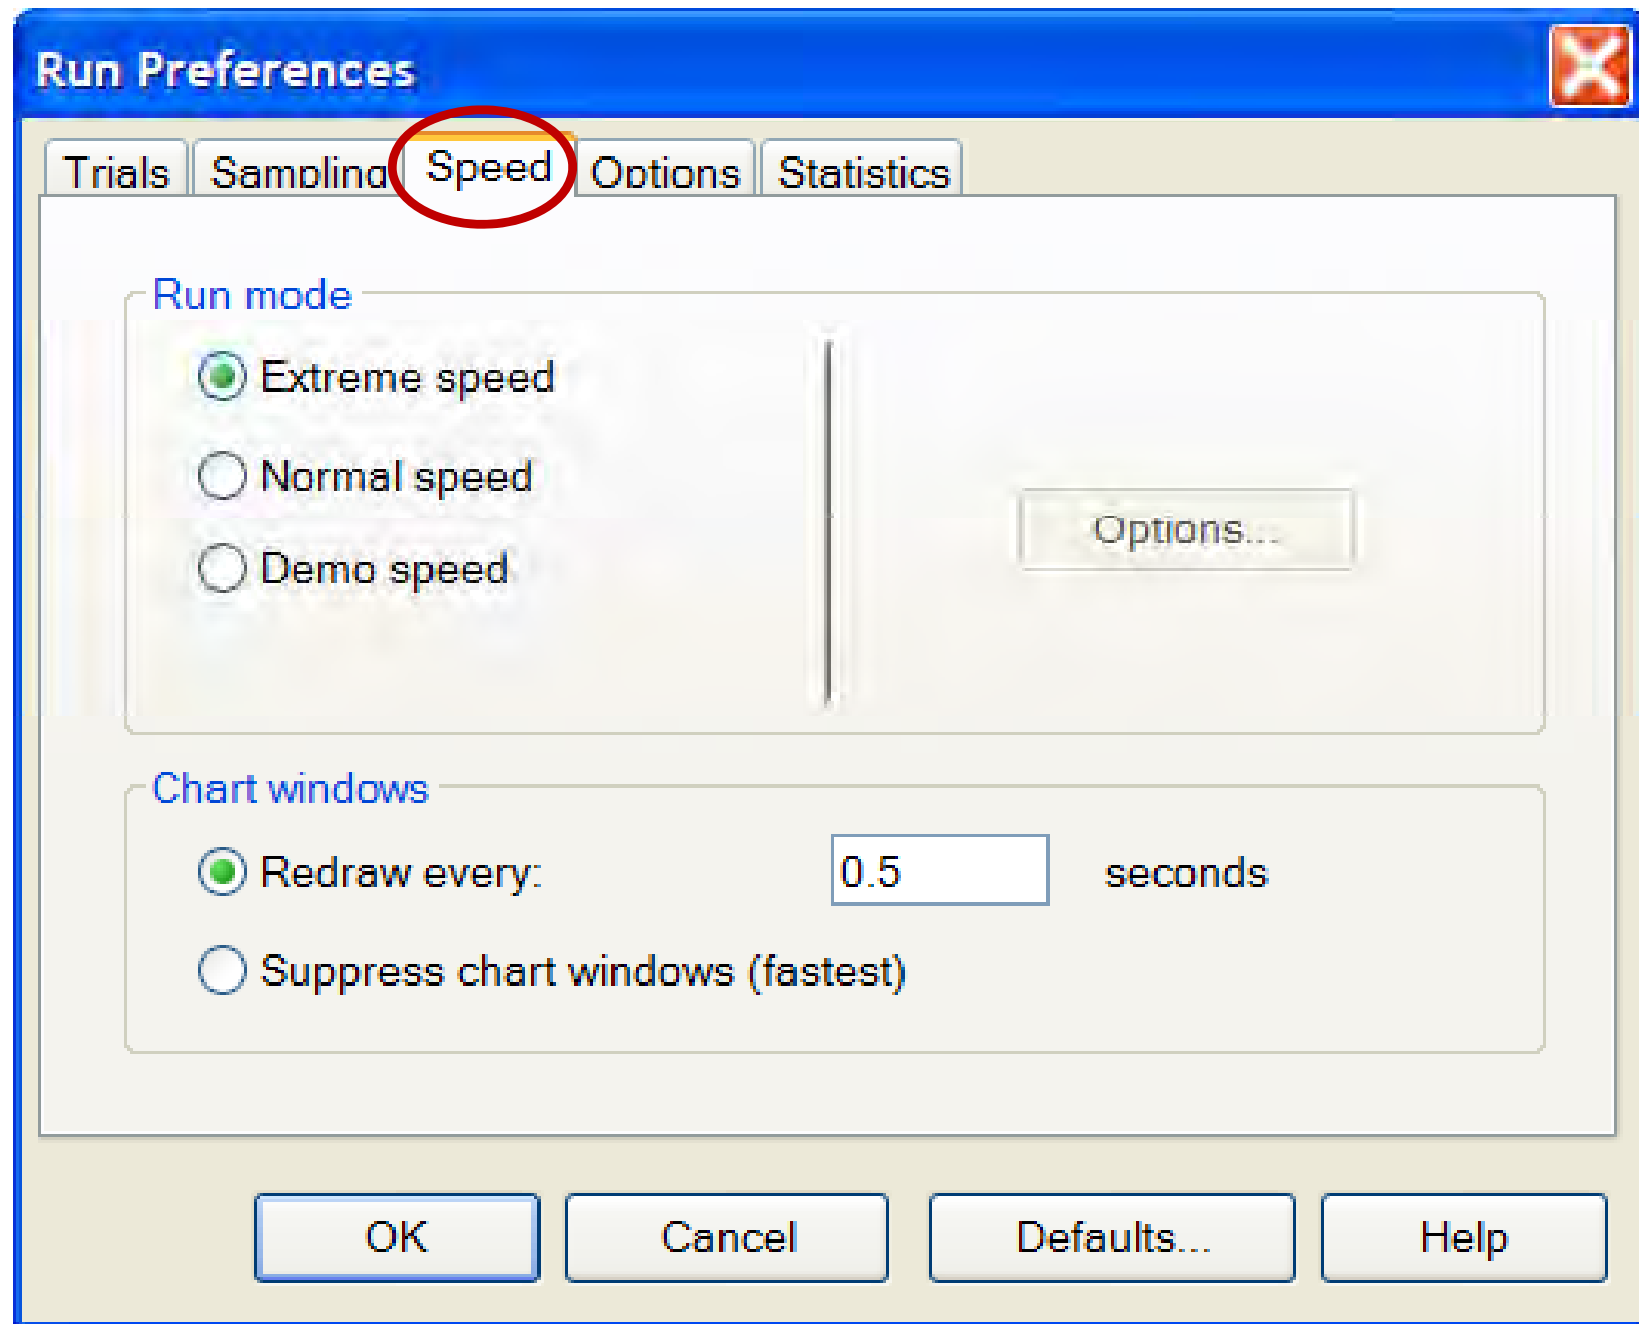 Run Preferences
Trials Sampling Speed Options Statistics
Run mode
Extreme speed
Normal speed
Options...
Demo speed
Chart windows
Redraw every: 0.5 seconds
Suppress chart windows (fastest)
OK Cancel Defaults... Help